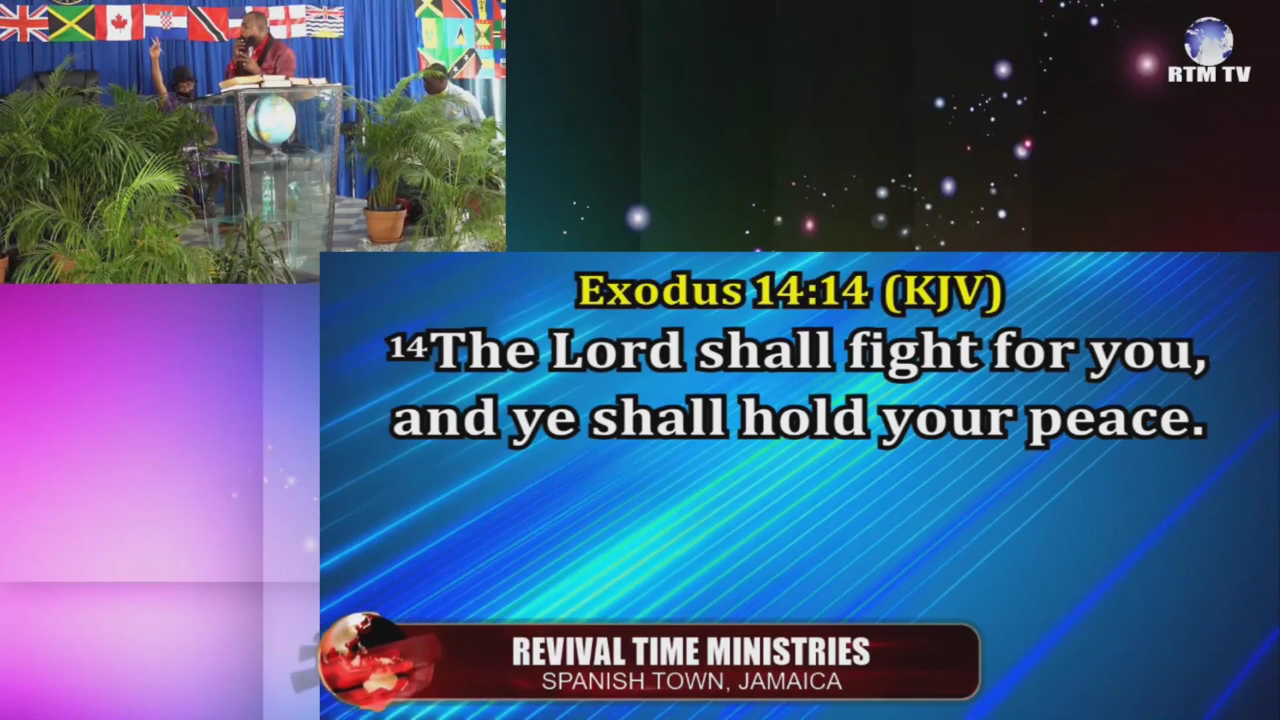 RTM TV
Exodus 14:14 (KJV)
14The Lord shall fight for you,
and ye shall hold your peace.
REVIVAL TIME MINISTRIES
SPANISH TOWN, JAMAICA